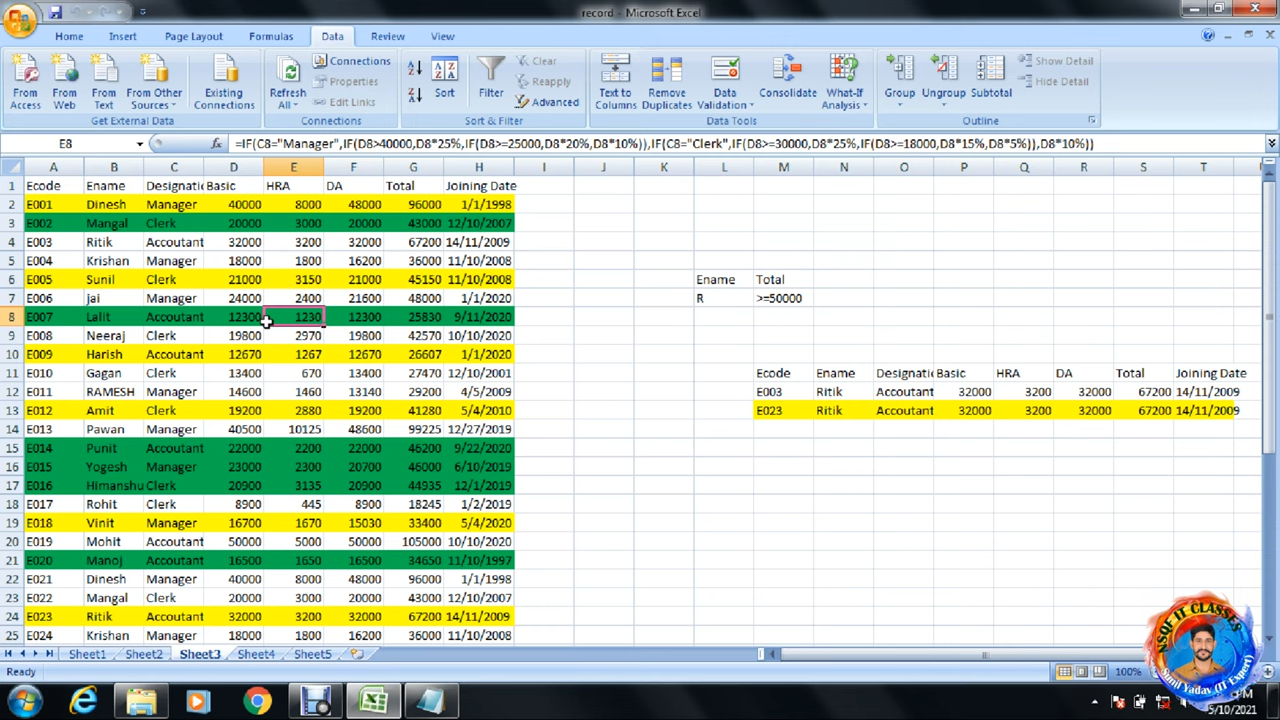 record - Microsoft Excel
Home Insert Page Layout Formulas Data Review View
From Access From Web From Text From Other Sources Existing Connections Refresh All Connections Properties Edit Links Sort Filter Clear Reapply Advanced Text to Columns Remove Duplicates Data Validation Consolidate What-If Analysis Group Ungroup Subtotal Show Detail Hide Detail
Get External Data Connections Sort & Filter Data Tools Outline
E8 fx =IF(C8="Manager",IF(D8>40000,D8*25%,IF(D8>=25000,D8*20%,D8*10%)),IF(C8="Clerk",IF(D8>=30000,D8*25%,IF(D8>=18000,D8*15%,D8*5%)),D8*10%))
A B C D E F G H I J K L M N O P Q R S T
1 Ecode Ename Designatic Basic HRA DA Total Joining Date
2 E001 Dinesh Manager 40000 8000 48000 96000 1/1/1998
3 E002 Mangal Clerk 20000 3000 20000 43000 12/10/2007
4 E003 Ritik Accoutant 32000 3200 32000 67200 14/11/2009
5 E004 Krishan Manager 18000 1800 16200 36000 11/10/2008
6 E005 Sunil Clerk 21000 3150 21000 45150 11/10/2008 Ename Total
7 E006 jai Manager 24000 2400 21600 48000 1/1/2020 R >=50000
8 E007 Lalit Accoutant 12300 1230 12300 25830 9/11/2020
9 E008 Neeraj Clerk 19800 2970 19800 42570 10/10/2020
10 E009 Harish Accoutant 12670 1267 12670 26607 1/1/2020
11 E010 Gagan Clerk 13400 670 13400 27470 12/10/2001 Ecode Ename Designatic Basic HRA DA Total Joining Date
12 E011 RAMESH Manager 14600 1460 13140 29200 4/5/2009 E003 Ritik Accoutant 32000 3200 32000 67200 14/11/2009
13 E012 Amit Clerk 19200 2880 19200 41280 5/4/2010 E023 Ritik Accoutant 32000 3200 32000 67200 14/11/2009
14 E013 Pawan Manager 40500 10125 48600 99225 12/27/2019
15 E014 Punit Accoutant 22000 2200 22000 46200 9/22/2020
16 E015 Yogesh Manager 23000 2300 20700 46000 6/10/2019
17 E016 Himanshu Clerk 20900 3135 20900 44935 12/1/2019
18 E017 Rohit Clerk 8900 445 8900 18245 1/2/2019
19 E018 Vinit Manager 16700 1670 15030 33400 5/4/2020
20 E019 Mohit Accoutant 50000 5000 50000 105000 10/10/2020
21 E020 Manoj Accoutant 16500 1650 16500 34650 11/10/1997
22 E021 Dinesh Manager 40000 8000 48000 96000 1/1/1998
23 E022 Mangal Clerk 20000 3000 20000 43000 12/10/2007
24 E023 Ritik Accoutant 32000 3200 32000 67200 14/11/2009
25 E024 Krishan Manager 18000 1800 16200 36000 11/10/2008
Sheet1 Sheet2 Sheet3 Sheet4 Sheet5
Ready 100%
NSQF IT CLASSES
Sunil Yadav (IT Expert)
PM
5/10/2021